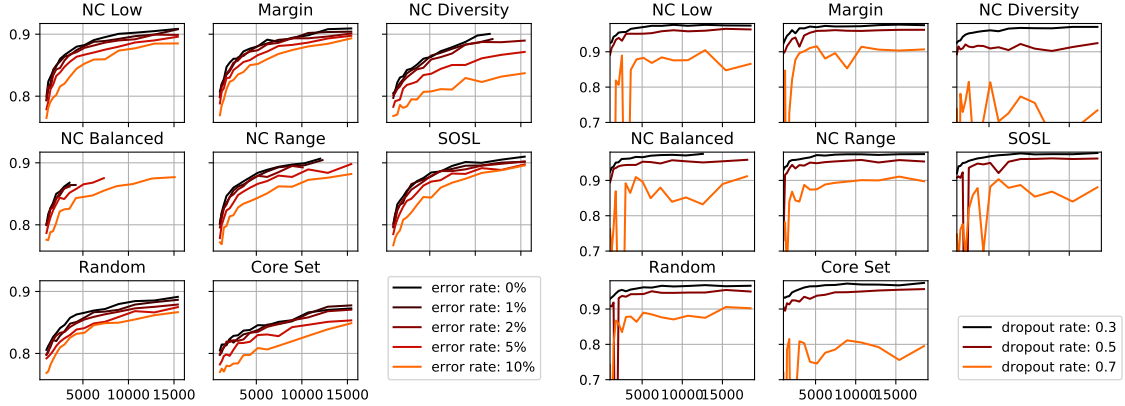 NC Low Margin NC Diversity NC Low Margin NC Diversity
0.9 0.9
0.8 0.8
0.7
NC Balanced NC Range SOSL NC Balanced NC Range SOSL
0.9 0.9
0.8 0.8
0.7
Random Core Set Random Core Set
0.9 0.9
0.8 0.8
0.7
error rate: 0%
error rate: 1%
error rate: 2%
error rate: 5%
error rate: 10%
dropout rate: 0.3
dropout rate: 0.5
dropout rate: 0.7
5000 10000 15000 5000 10000 15000 5000 10000 15000 5000 10000 15000